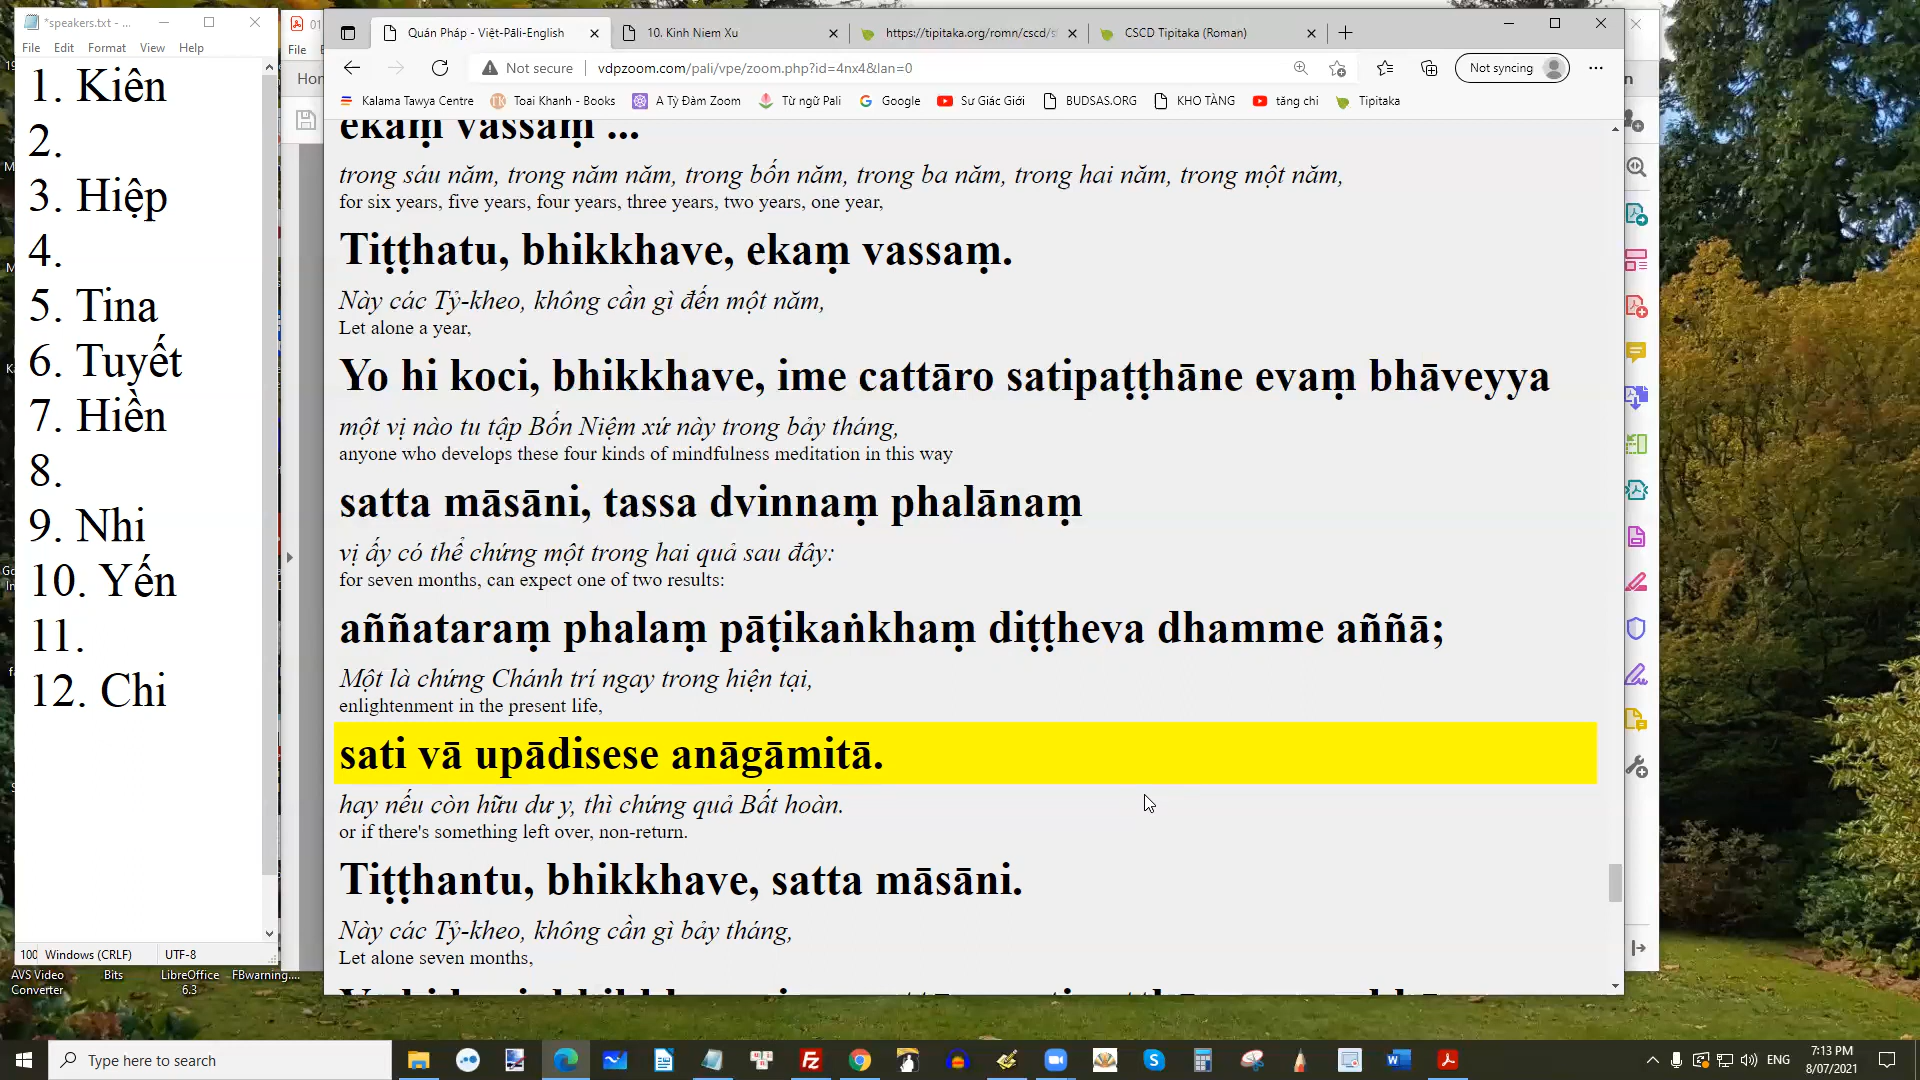 *speakers.txt - ...
File Edit Format View Help
1. Kiên
2.
3. Hiệp
4.
5. Tina
6. Tuyết
7. Hiền
8.
9. Nhi
10. Yến
11.
12. Chi
100 Windows (CRLF) UTF-8
AVS Video Converter
Bits
LibreOffice 6.3
FBwarning....
01
File
Hon
Quán Pháp - Việt-Pāli-English
10. Kinh Niem Xu
https://tipitaka.org/romn/cscd/s
CSCD Tipitaka (Roman)
Not secure vdpzoom.com/pali/vpe/zoom.php?id=4nx4&lan=0
Not syncing
Kalama Tawya Centre Toai Khanh - Books A Tỳ Đàm Zoom Từ ngữ Pali Google Sư Giác Giới BUDSAS.ORG KHO TÀNG tăng chi Tipitaka
ekaṃ vassaṃ ...
trong sáu năm, trong năm năm, trong bốn năm, trong ba năm, trong hai năm, trong một năm,
for six years, five years, four years, three years, two years, one year,
Tiṭṭhatu, bhikkhave, ekaṃ vassaṃ.
Này các Tỷ-kheo, không cần gì đến một năm,
Let alone a year,
Yo hi koci, bhikkhave, ime cattāro satipaṭṭhāne evaṃ bhāveyya
một vị nào tu tập Bốn Niệm xứ này trong bảy tháng,
anyone who develops these four kinds of mindfulness meditation in this way
satta māsāni, tassa dvinnaṃ phalānaṃ
vị ấy có thể chứng một trong hai quả sau đây:
for seven months, can expect one of two results:
aññataraṃ phalaṃ pāṭikaṅkhaṃ diṭṭheva dhamme aññā;
Một là chứng Chánh trí ngay trong hiện tại,
enlightenment in the present life,
sati vā upādisese anāgāmitā.
hay nếu còn hữu dư y, thì chứng quả Bất hoàn.
or if there's something left over, non-return.
Tiṭṭhantu, bhikkhave, satta māsāni.
Này các Tỷ-kheo, không cần gì bảy tháng,
Let alone seven months,
Type here to search
ENG
7:13 PM
8/07/2021